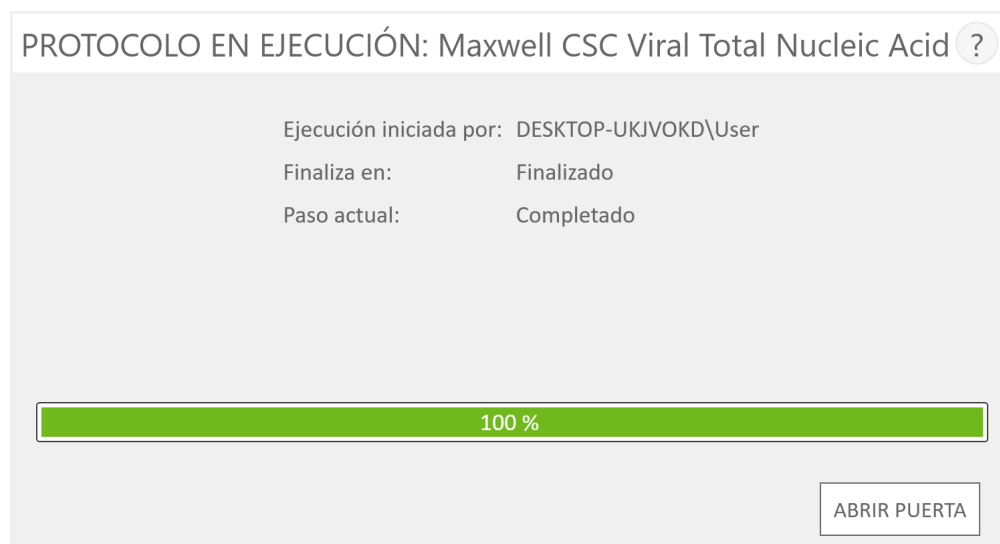 PROTOCOLO EN EJECUCIÓN: Maxwell CSC Viral Total Nucleic Acid ?
Ejecución iniciada por: DESKTOP-UKJVOKD\User
Finaliza en: Finalizado
Paso actual: Completado
100 %
ABRIR PUERTA